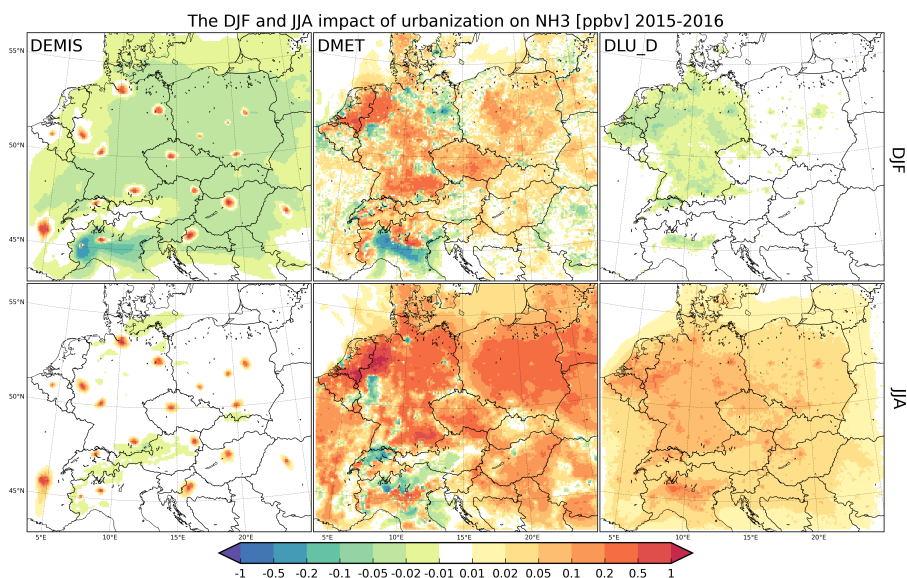 The DJF and JJA impact of urbanization on NH3 [ppbv] 2015-2016
DEMIS DMET DLU_D
55°N
50°N
45°N
DJF
55°N
50°N
45°N
JJA
5°E 10°E 15°E 20°E 5°E 10°E 15°E 20°E 5°E 10°E 15°E 20°E
-1 -0.5 -0.2 -0.1 -0.05 -0.02 -0.01 0.01 0.02 0.05 0.1 0.2 0.5 1